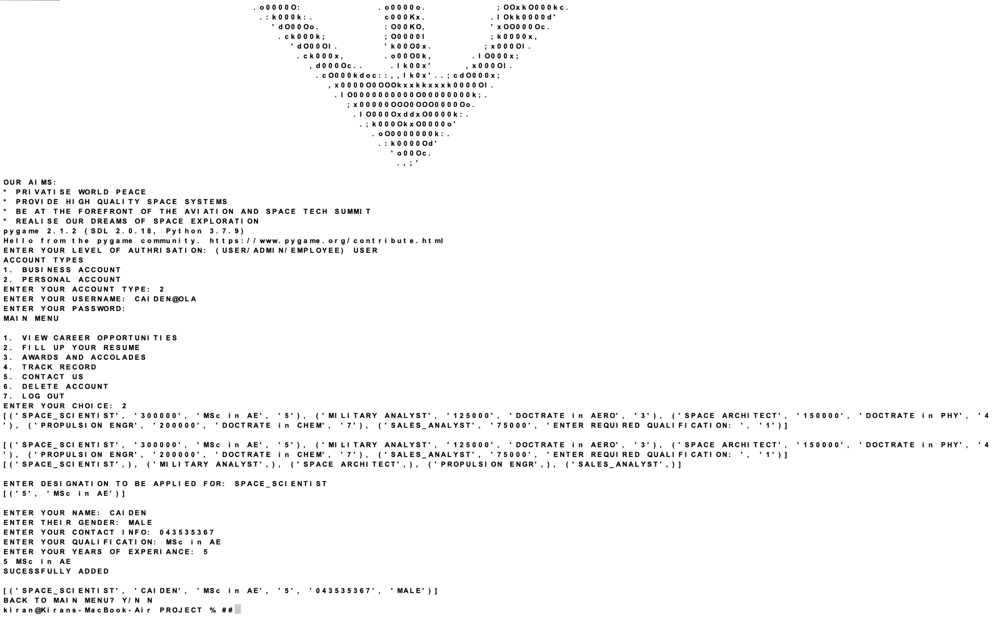 .o0000O: .o0000o. ;OOxkO000kc.
.:k000k:. c000Kx. .lOkk0000d'
'dO00Oo. :O00KO, 'xOO000Oc.
.ck000k; ;O0000l ;k0000x,
'dO00Ol. 'k00O0x. ;x000Ol.
.ck000x, .o00O0k, .lO000x;
,d000Oc.. .lk00x' ,x000Ol.
.cO000kdoc::,,lk0x'..;cdO000x;
,x0000O0OOOkxxkkxxxk0000Ol.
.lO0000000000O0000000k;.
;x00000OOO0OOO0000Oo.
.lO000OxddxO0000k:.
.;k000OkxO0000o'
.oO0000000k:.
.:k0000Od'
'o00Oc.
.,;'
OUR AIMS:
* PRIVATISE WORLD PEACE
* PROVIDE HIGH QUALITY SPACE SYSTEMS
* BE AT THE FOREFRONT OF THE AVIATION AND SPACE TECH SUMMIT
* REALISE OUR DREAMS OF SPACE EXPLORATION
pygame 2.1.2 (SDL 2.0.18, Python 3.7.9)
Hello from the pygame community. https://www.pygame.org/contribute.html
ENTER YOUR LEVEL OF AUTHRISATION: (USER/ADMIN/EMPLOYEE) USER
ACCOUNT TYPES
1. BUSINESS ACCOUNT
2. PERSONAL ACCOUNT
ENTER YOUR ACCOUNT TYPE: 2
ENTER YOUR USERNAME: CAIDEN@OLA
ENTER YOUR PASSWORD:
MAIN MENU
1. VIEW CAREER OPPORTUNITIES
2. FILL UP YOUR RESUME
3. AWARDS AND ACCOLADES
4. TRACK RECORD
5. CONTACT US
6. DELETE ACCOUNT
7. LOG OUT
ENTER YOUR CHOICE: 2
[('SPACE_SCIENTIST', '300000', 'MSc in AE', '5'), ('MILITARY ANALYST', '125000', 'DOCTRATE in AERO', '3'), ('SPACE ARCHITECT', '150000', 'DOCTRATE in PHY', '4
'), ('PROPULSION ENGR', '200000', 'DOCTRATE in CHEM', '7'), ('SALES_ANALYST', '75000', 'ENTER REQUIRED QUALIFICATION: ', '1')]
[('SPACE_SCIENTIST', '300000', 'MSc in AE', '5'), ('MILITARY ANALYST', '125000', 'DOCTRATE in AERO', '3'), ('SPACE ARCHITECT', '150000', 'DOCTRATE in PHY', '4
'), ('PROPULSION ENGR', '200000', 'DOCTRATE in CHEM', '7'), ('SALES_ANALYST', '75000', 'ENTER REQUIRED QUALIFICATION: ', '1')]
[('SPACE_SCIENTIST',), ('MILITARY ANALYST',), ('SPACE ARCHITECT',), ('PROPULSION ENGR',), ('SALES_ANALYST',)]
ENTER DESIGNATION TO BE APPLIED FOR: SPACE_SCIENTIST
[('5', 'MSc in AE')]
ENTER YOUR NAME: CAIDEN
ENTER THEIR GENDER: MALE
ENTER YOUR CONTACT INFO: 043535367
ENTER YOUR QUALIFICATION: MSc in AE
ENTER YOUR YEARS OF EXPERIANCE: 5
5 MSc in AE
SUCESSFULLY ADDED
[('SPACE_SCIENTIST', 'CAIDEN', 'MSc in AE', '5', '043535367', 'MALE')]
BACK TO MAIN MENU? Y/N N
kiran@Kirans-MacBook-Air PROJECT % ##